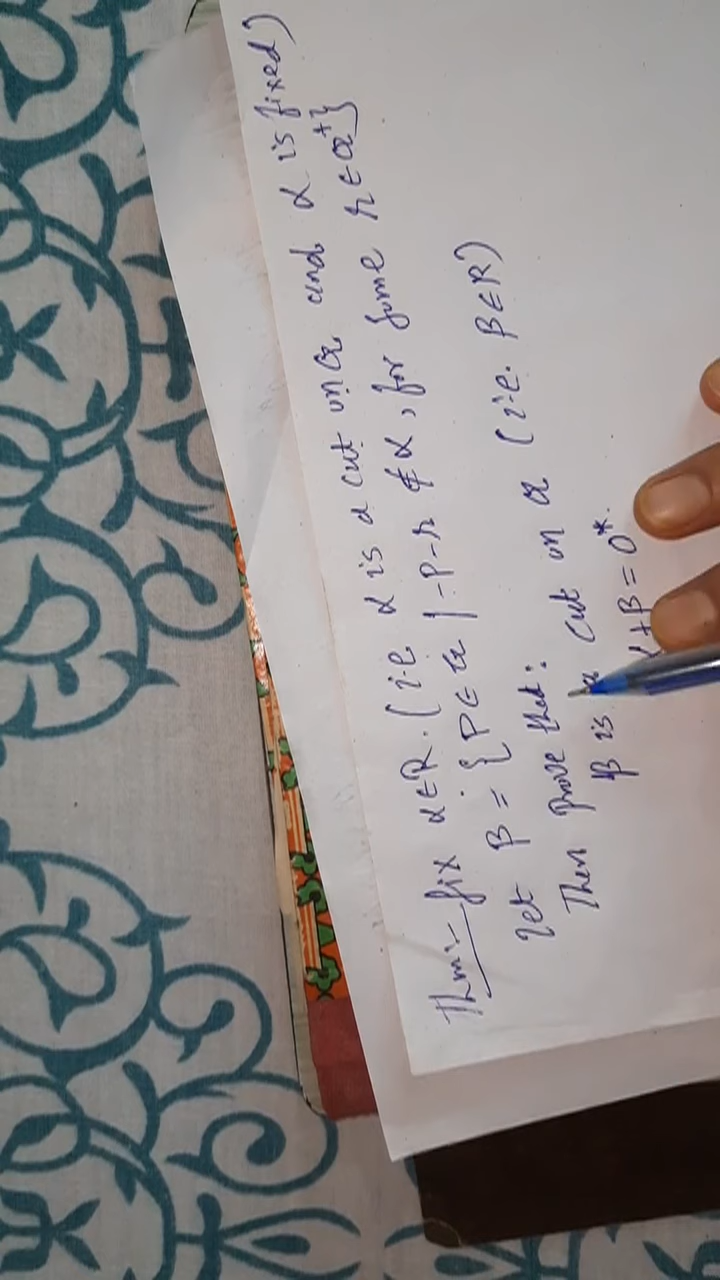 Thm:- fix α∈R. (i.e α is a cut on Q and α is fixed)
let β = {P∈Q | -P-r ∉ α, for some r∈Q⁺}
Then prove that:
β is a cut on Q (i.e. β∈R)
+β = 0*.